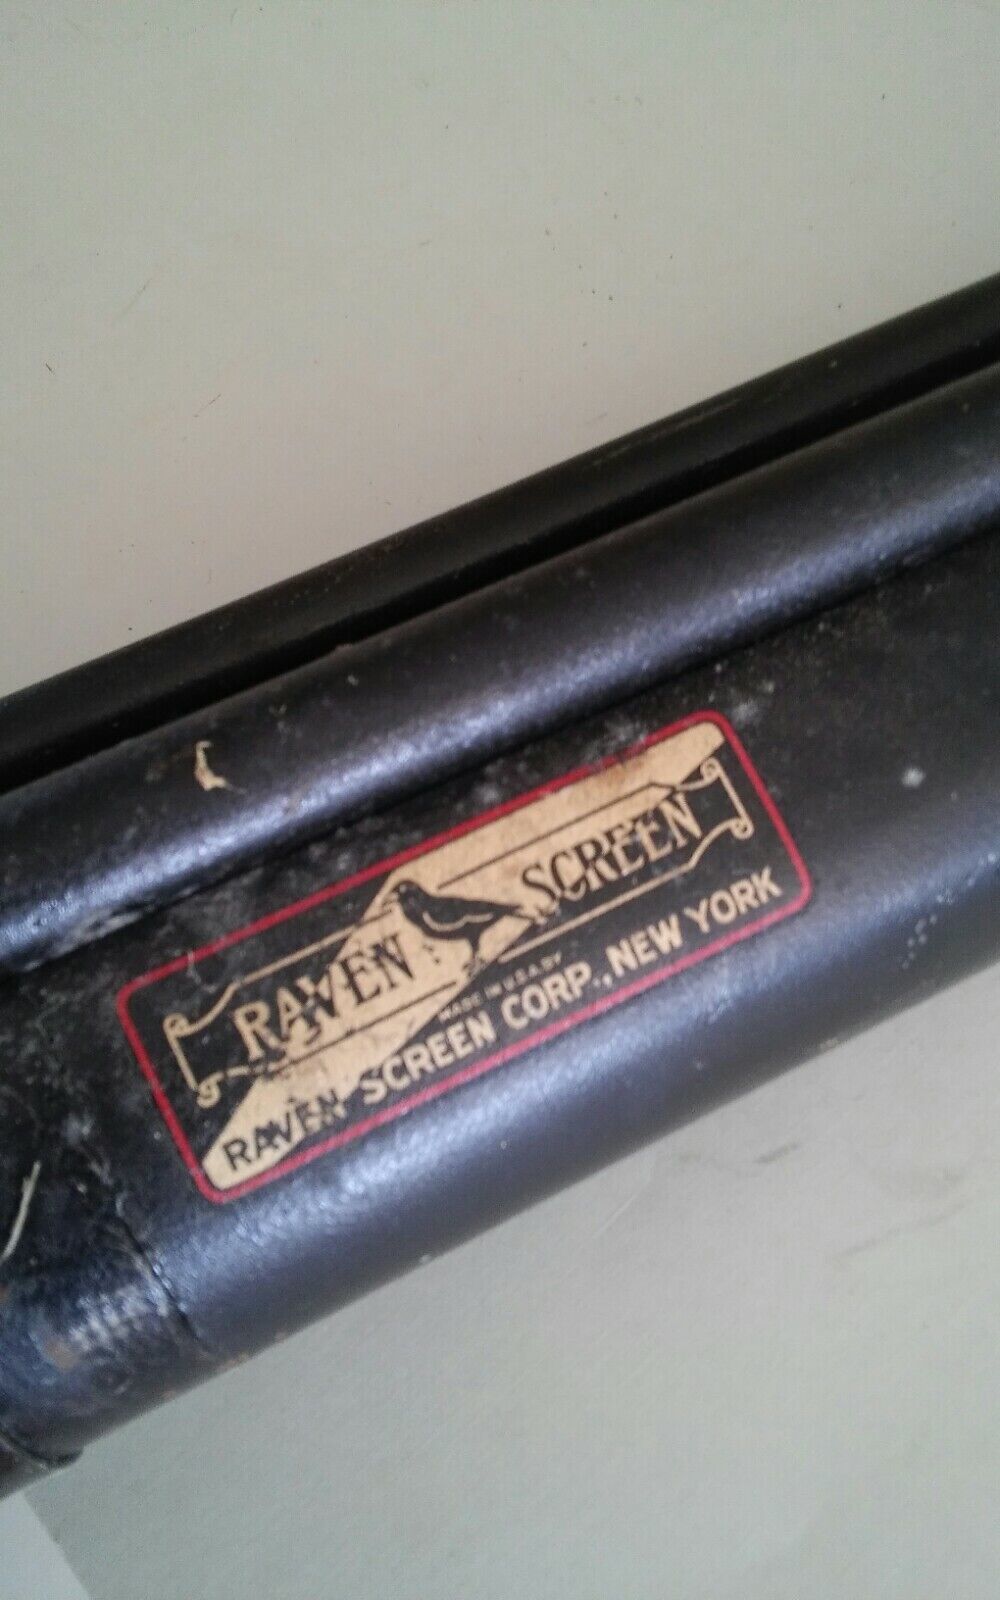 RAVEN SCREEN
MADE IN U.S.A. BY
RAVEN SCREEN CORP., NEW YORK